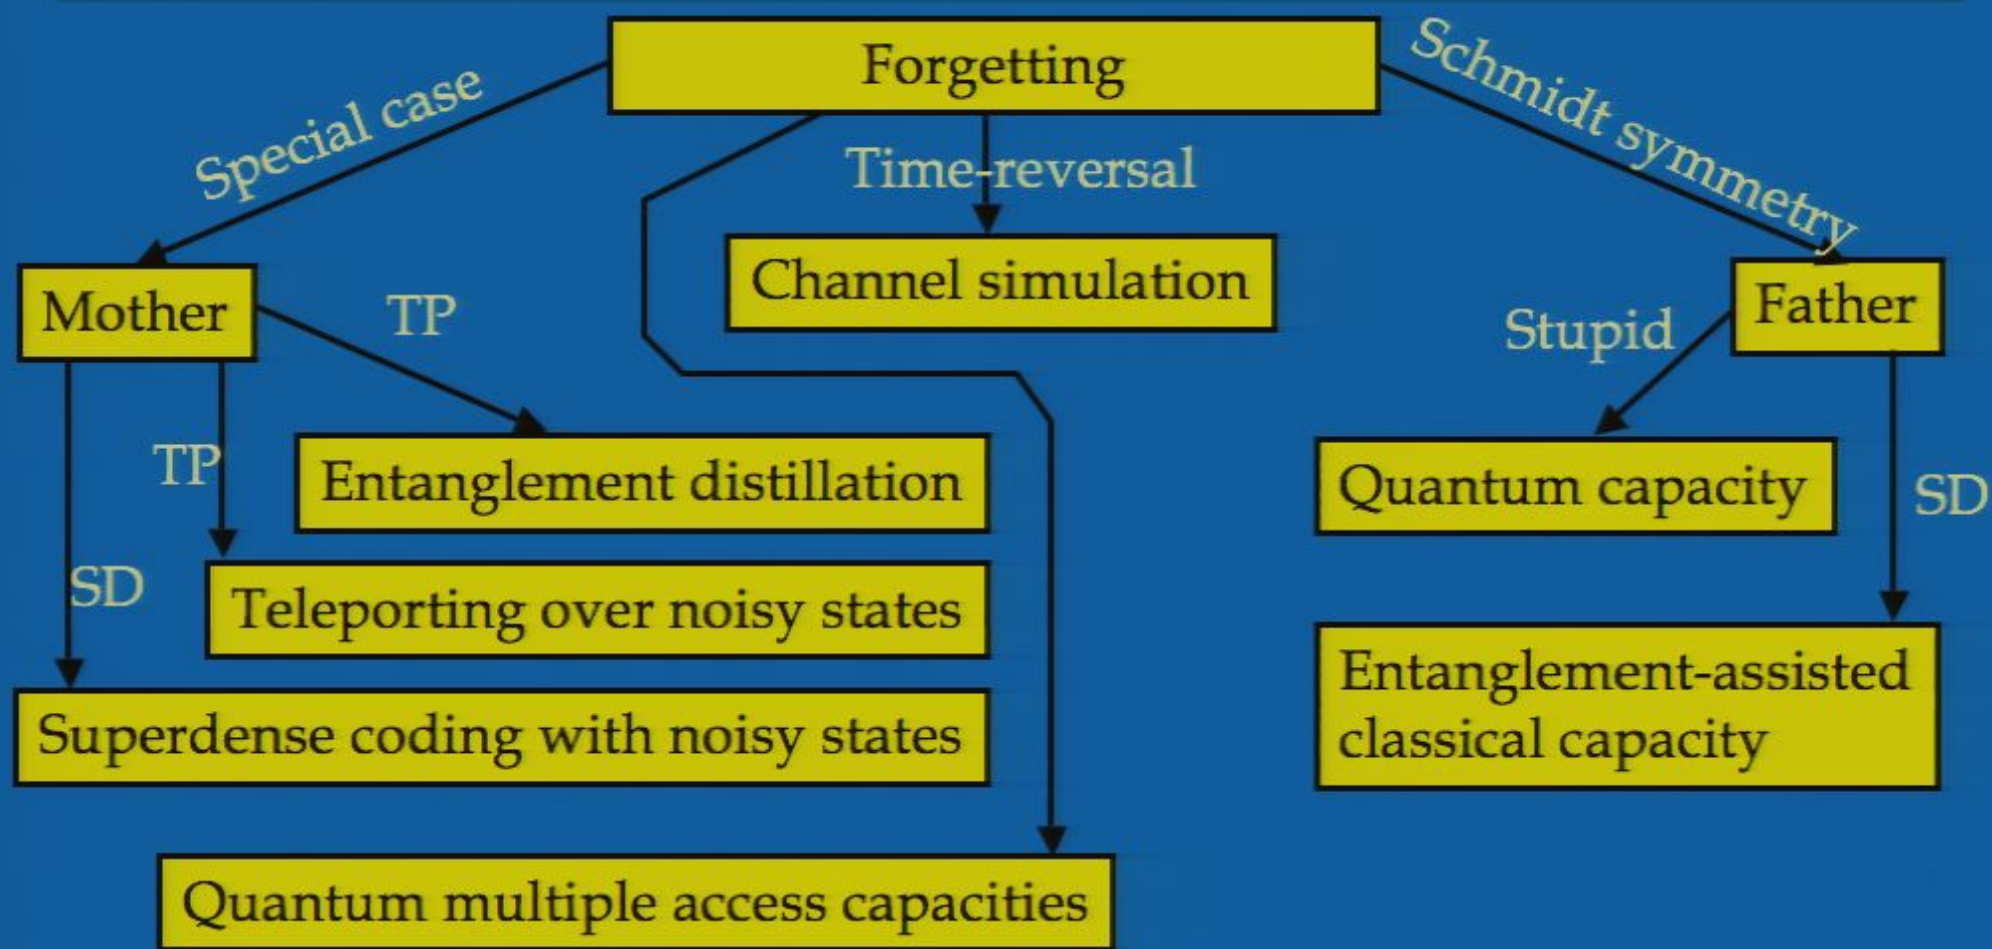 Forgetting
Special case
Time-reversal
Schmidt symmetry
Channel simulation
Mother
TP
Father
Stupid
TP
Entanglement distillation
Quantum capacity
SD
SD
Teleporting over noisy states
Superdense coding with noisy states
Entanglement-assisted
classical capacity
Quantum multiple access capacities